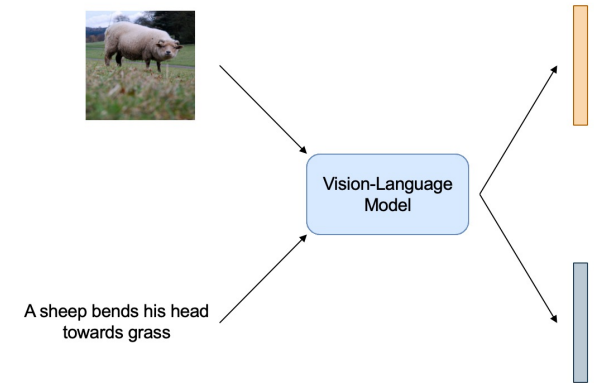 Vision-Language
Model
A sheep bends his head
towards grass